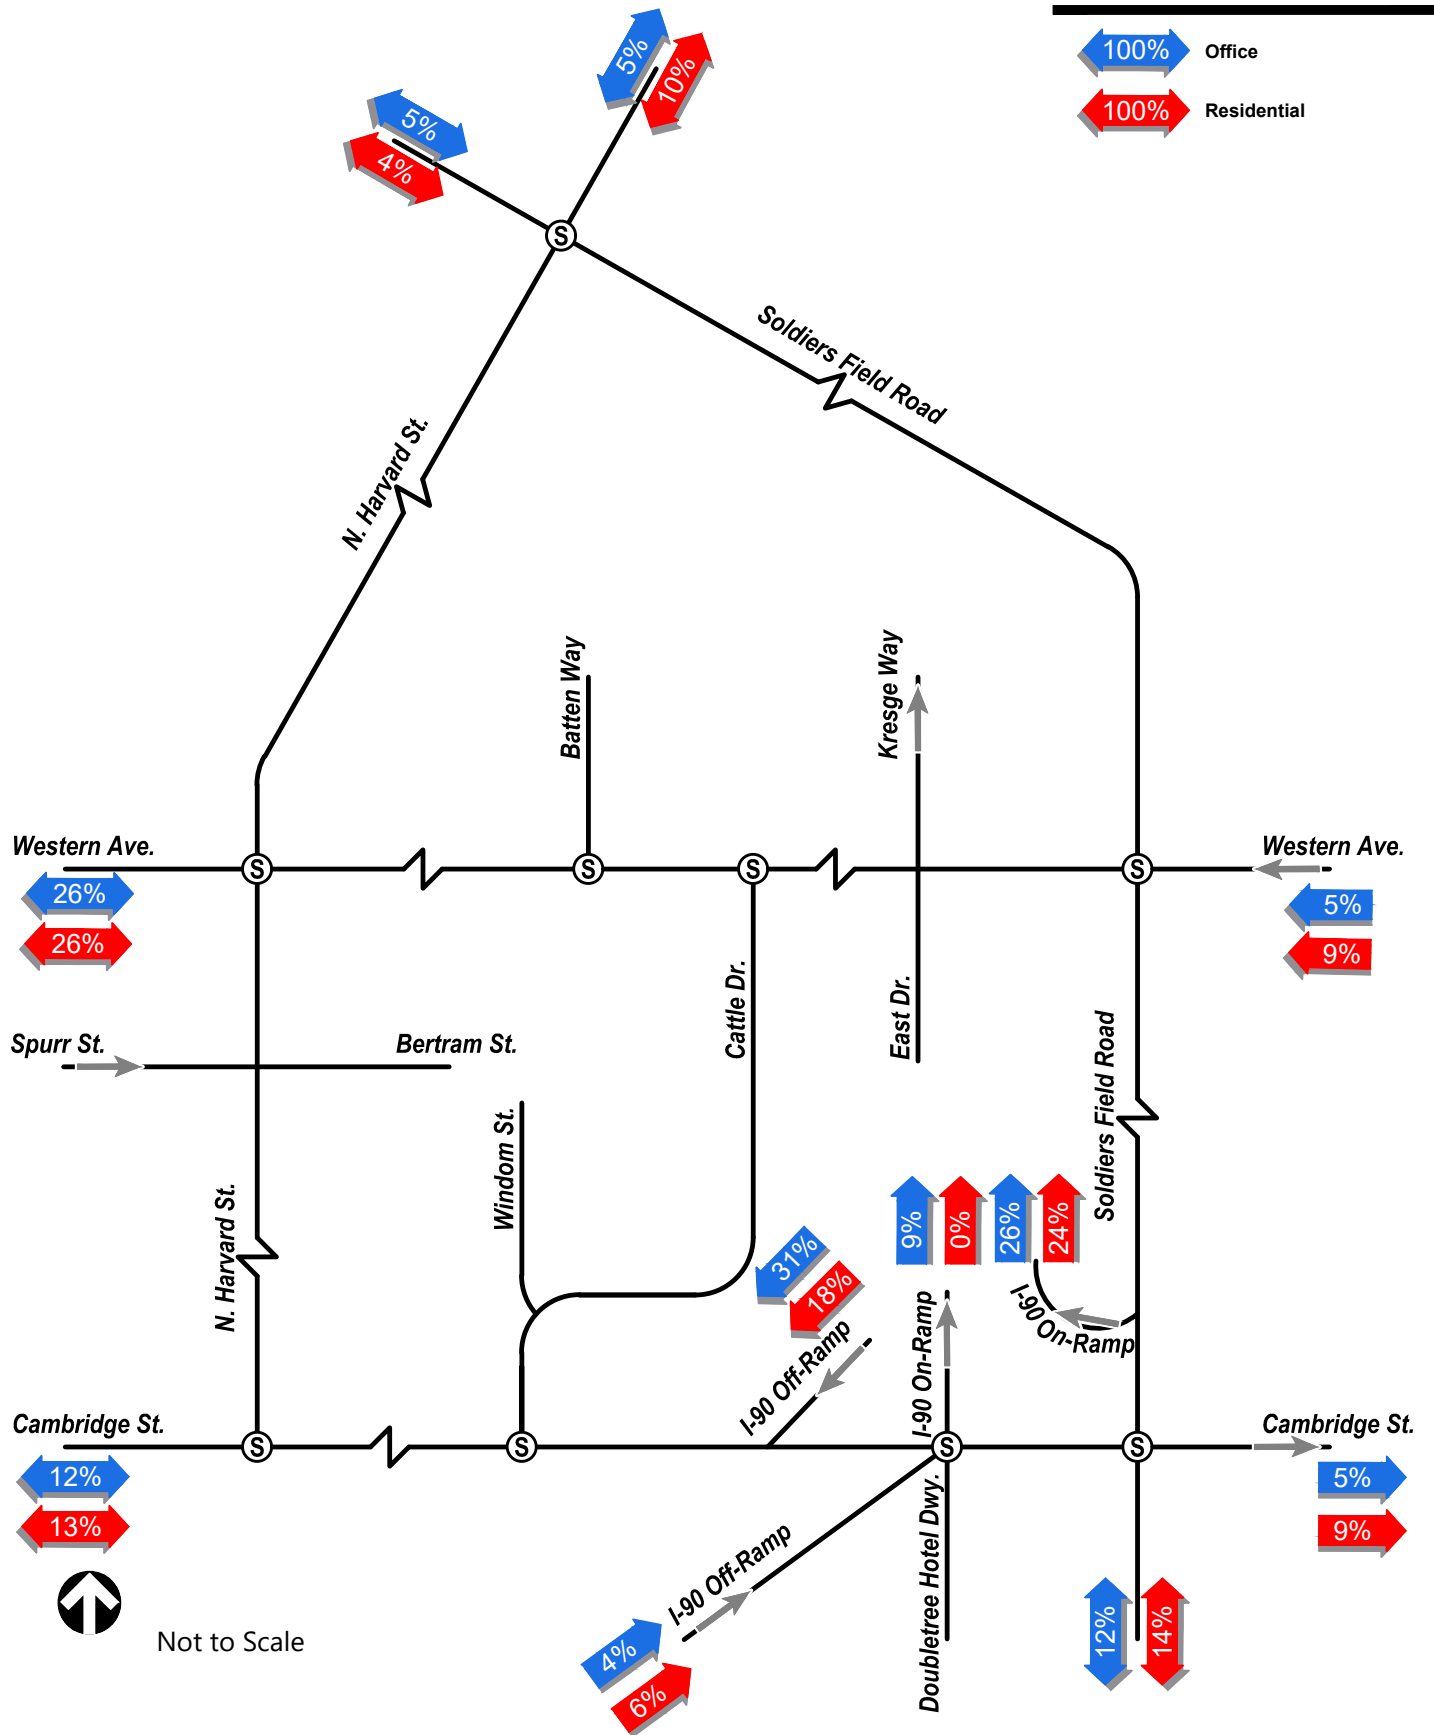 100% Office
100% Residential
5%
10%
5%
4%
S
Soldiers Field Road
N. Harvard St.
Batten Way
Kresge Way
Western Ave.
Western Ave.
S
S
S
S
26%
26%
5%
9%
Cattle Dr.
East Dr.
Spurr St.
Bertram St.
Soldiers Field Road
Windom St.
N. Harvard St.
9%
0%
26%
24%
31%
18%
I-90 Off-Ramp
I-90 On-Ramp
I-90 On-Ramp
Cambridge St.
Cambridge St.
S
S
S
S
12%
13%
5%
9%
I-90 Off-Ramp
Doubletree Hotel Dwy.
4%
6%
12%
14%
Not to Scale